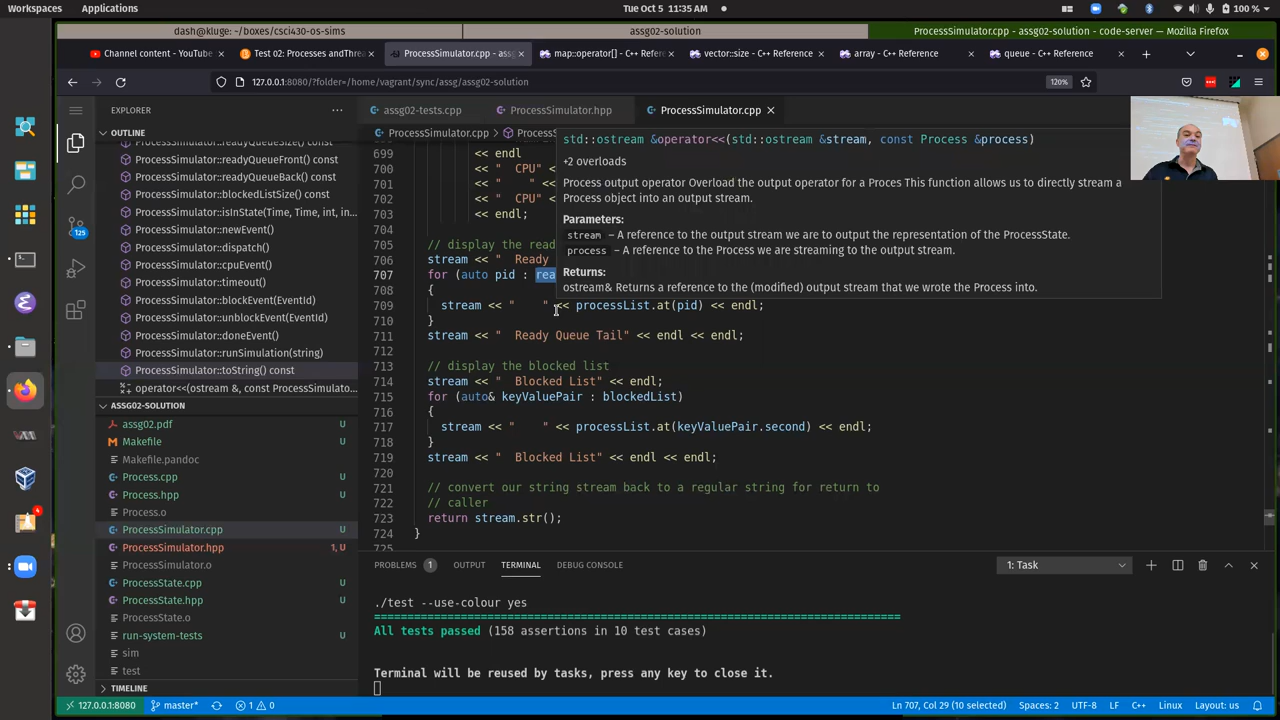 Workspaces Applications Tue Oct 5 11:35 AM 100 %
dash@kluge: ~/boxes/csci430-os-sims assg02-solution ProcessSimulator.cpp - assg02-solution - code-server — Mozilla Firefox
Channel content - YouTube Test 02: Processes andThrea ProcessSimulator.cpp - assg map::operator[] - C++ Refere vector::size - C++ Reference array - C++ Reference queue - C++ Reference
127.0.0.1:8080/?folder=/home/vagrant/sync/assg/assg02-solution 120%
EXPLORER
assg02-tests.cpp ProcessSimulator.hpp ProcessSimulator.cpp
OUTLINE
ProcessSimulator.cpp > Process
ProcessSimulator::readyQueueSize() const
ProcessSimulator::readyQueueFront() const
ProcessSimulator::readyQueueBack() const
ProcessSimulator::blockedListSize() const
ProcessSimulator::isInState(Time, Time, int, in...
ProcessSimulator::newEvent()
ProcessSimulator::dispatch()
ProcessSimulator::cpuEvent()
ProcessSimulator::timeout()
ProcessSimulator::blockEvent(EventId)
ProcessSimulator::unblockEvent(EventId)
ProcessSimulator::doneEvent()
ProcessSimulator::runSimulation(string)
ProcessSimulator::toString() const
operator<<(ostream &, const ProcessSimulato...
ASSG02-SOLUTION
assg02.pdf
Makefile
Makefile.pandoc
Process.cpp U
Process.hpp U
Process.o
ProcessSimulator.cpp U
ProcessSimulator.hpp 1, U
ProcessSimulator.o
ProcessState.cpp U
ProcessState.hpp U
ProcessState.o
run-system-tests U
sim
test
TIMELINE
125
4
std::ostream &operator<<(std::ostream &stream, const Process &process)
+2 overloads
Process output operator Overload the output operator for a Proces This function allows us to directly stream a
Process object into an output stream.
Parameters:
stream – A reference to the output stream we are to output the representation of the ProcessState.
process – A reference to the Process we are streaming to the output stream.
Returns:
ostream& Returns a reference to the (modified) output stream that we wrote the Process into.
699 << endl
700 << "  CPU" <
701 << "    " <<
702 << "  CPU" <
703 << endl;
704
705 // display the read
706 stream << "  Ready
707 for (auto pid : rea
708 {
709 stream << "    " << processList.at(pid) << endl;
710 }
711 stream << "  Ready Queue Tail" << endl << endl;
712
713 // display the blocked list
714 stream << "  Blocked List" << endl;
715 for (auto& keyValuePair : blockedList)
716 {
717 stream << "    " << processList.at(keyValuePair.second) << endl;
718 }
719 stream << "  Blocked List" << endl << endl;
720
721 // convert our string stream back to a regular string for return to
722 // caller
723 return stream.str();
724 }
725
PROBLEMS 1 OUTPUT TERMINAL DEBUG CONSOLE 1: Task
./test --use-colour yes
===============================================================================
All tests passed (158 assertions in 10 test cases)
Terminal will be reused by tasks, press any key to close it.
127.0.0.1:8080 master* 1 0 Ln 707, Col 29 (10 selected) Spaces: 2 UTF-8 LF C++ Linux Layout: us